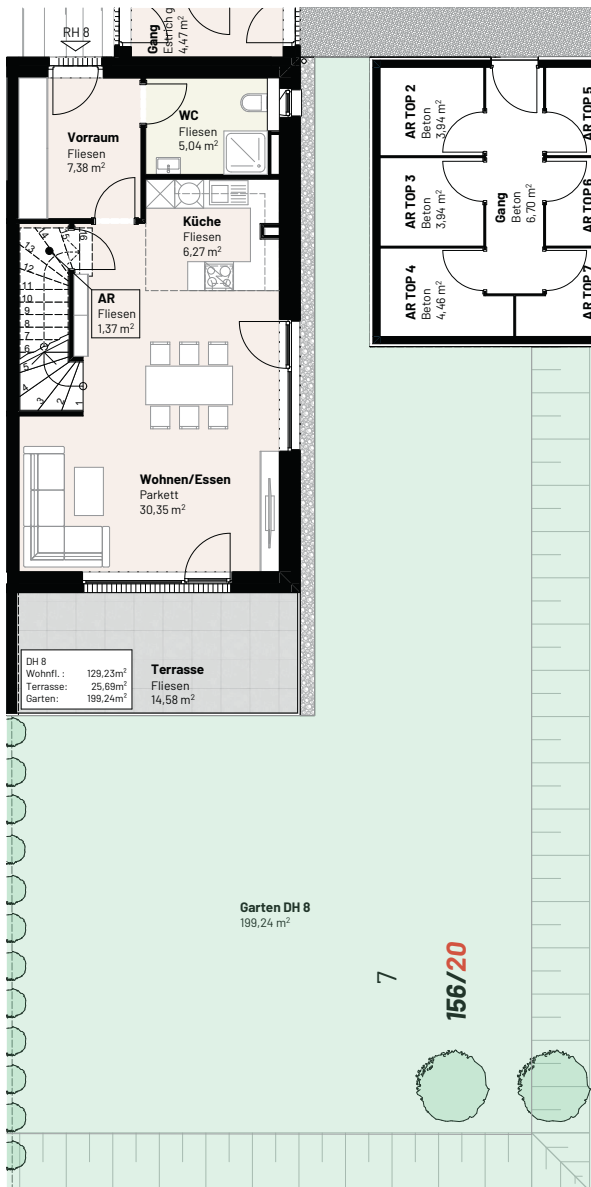 RH 8
Gang
Estrich g
4,47 m²
Vorraum
Fliesen
7,38 m²
WC
Fliesen
5,04 m²
Küche
Fliesen
6,27 m²
AR
Fliesen
1,37 m²
16
15
14
13
12
11
10
9
8
7
6
5
4
3
2
1
Wohnen/Essen
Parkett
30,35 m²
DH 8
Wohnfl. : 129,23m²
Terrasse: 25,69m²
Garten: 199,24m²
Terrasse
Fliesen
14,58 m²
AR TOP 2
Beton
3,94 m²
AR TOP 3
Beton
3,94 m²
AR TOP 4
Beton
4,46 m²
Gang
Beton
6,70 m²
AR TOP 5
AR TOP 6
AR TOP 7
Garten DH 8
199,24 m²
7
156/20